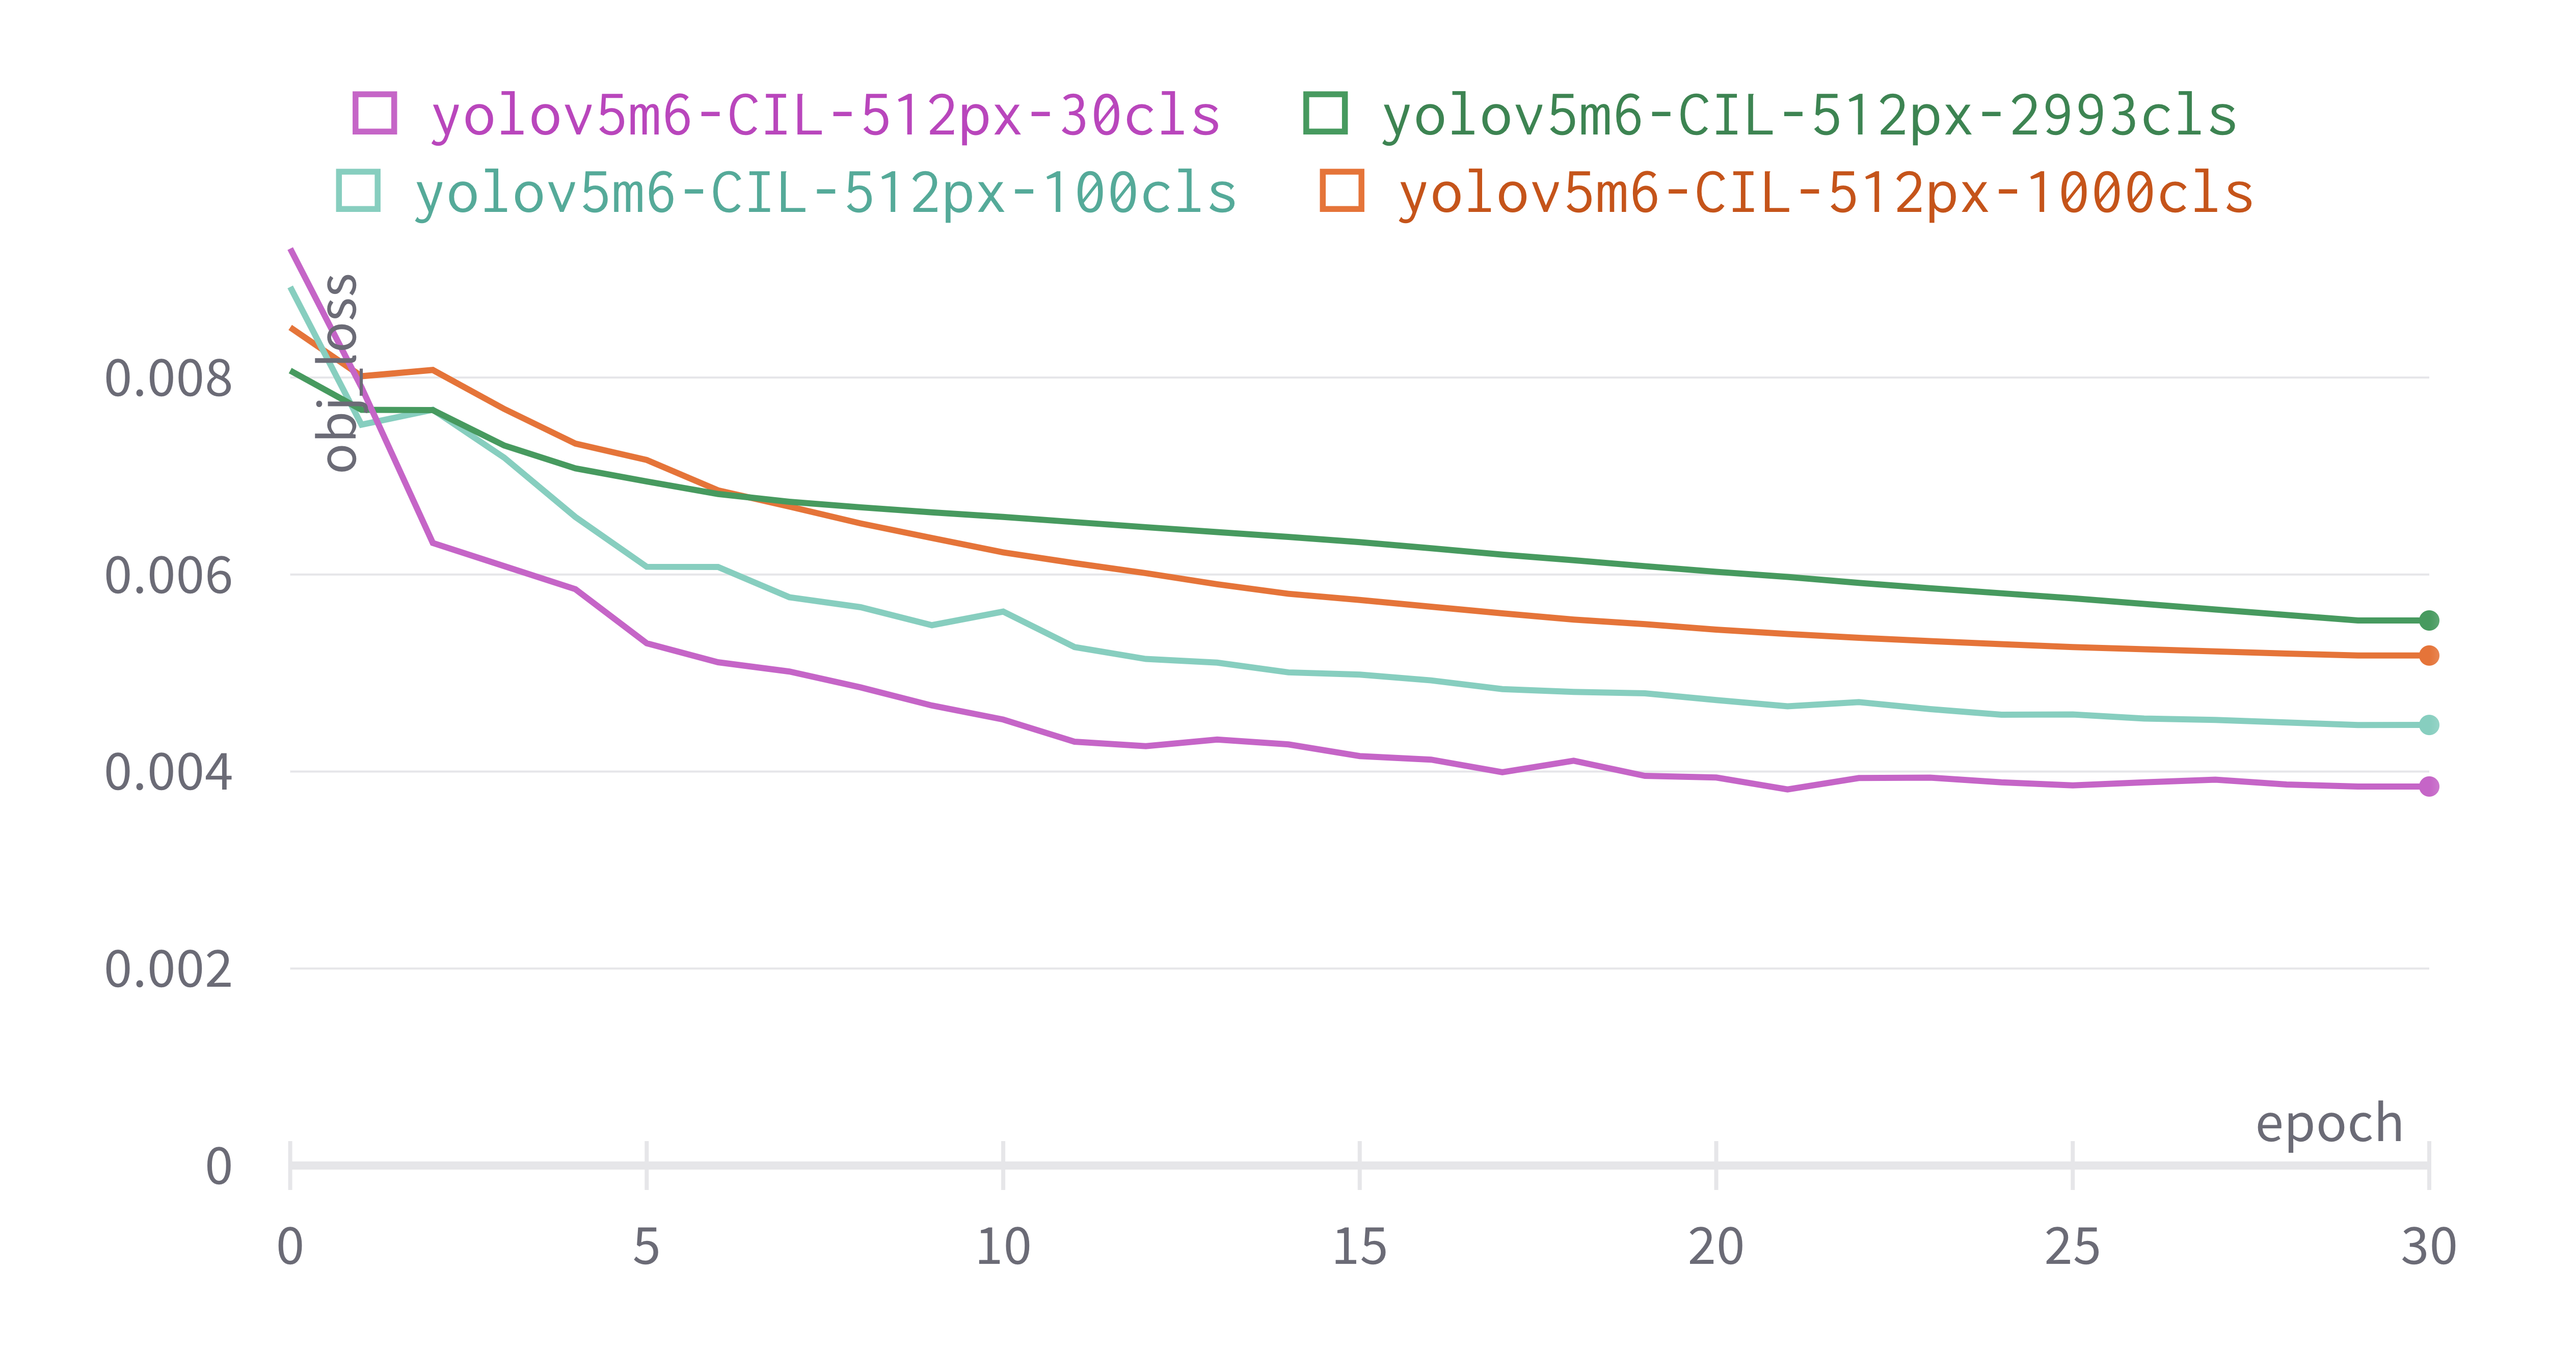 yolov5m6-CIL-512px-30cls yolov5m6-CIL-512px-2993cls
yolov5m6-CIL-512px-100cls yolov5m6-CIL-512px-1000cls
obj_loss
0.008
0.006
0.004
0.002
0
epoch
0 5 10 15 20 25 30